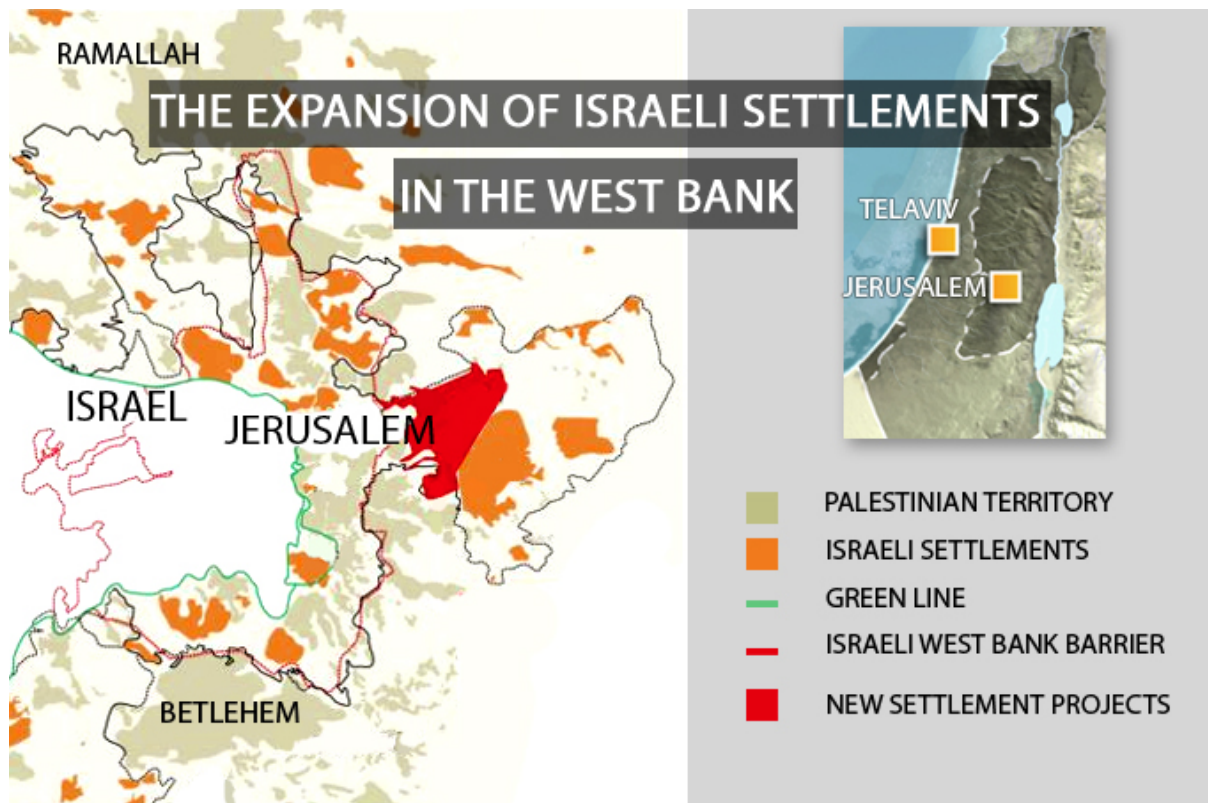 RAMALLAH
THE EXPANSION OF ISRAELI SETTLEMENTS
IN THE WEST BANK
TELAVIV
JERUSALEM
ISRAEL
JERUSALEM
BETLEHEM
PALESTINIAN TERRITORY
ISRAELI SETTLEMENTS
GREEN LINE
ISRAELI WEST BANK BARRIER
NEW SETTLEMENT PROJECTS